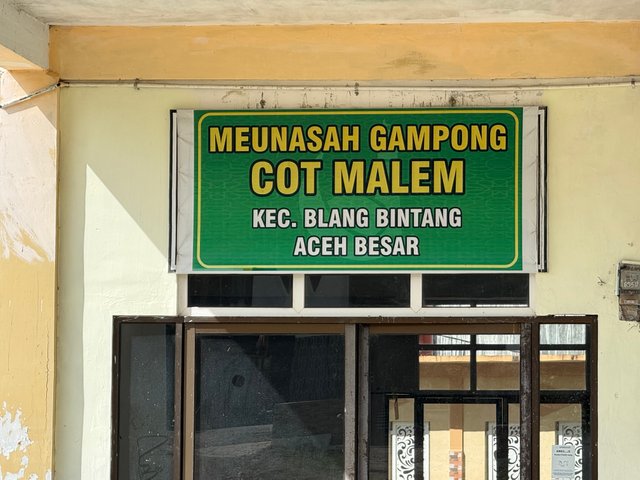 MEUNASAH GAMPONG
COT MALEM
KEC. BLANG BINTANG
ACEH BESAR